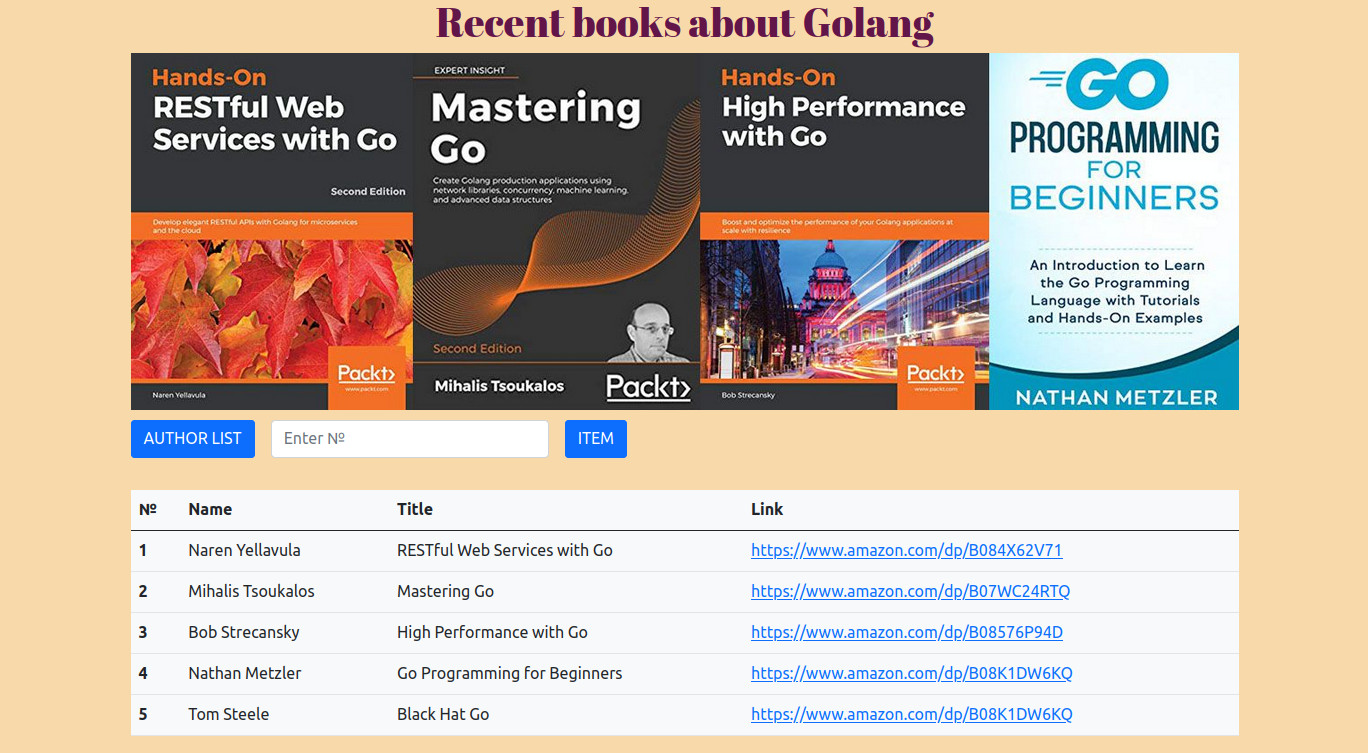 Recent books about Golang
Hands-On
RESTful Web
Services with Go
Second Edition
Develop elegant RESTful APIs with Golang for microservices
and the cloud
Packt>
www.packt.com
Naren Yellavula
EXPERT INSIGHT
Mastering
Go
Create Golang production applications using
network libraries, concurrency, machine learning,
and advanced data structures
Second Edition
Mihalis Tsoukalos
Packt>
Hands-On
High Performance
with Go
Boost and optimize the performance of your Golang applications at
scale with resilience
Packt>
www.packt.com
Bob Strecansky
GO
PROGRAMMING
FOR
BEGINNERS
An Introduction to Learn
the Go Programming
Language with Tutorials
and Hands-On Examples
NATHAN METZLER
AUTHOR LIST Enter № ITEM
№ Name Title Link
1 Naren Yellavula RESTful Web Services with Go https://www.amazon.com/dp/B084X62V71
2 Mihalis Tsoukalos Mastering Go https://www.amazon.com/dp/B07WC24RTQ
3 Bob Strecansky High Performance with Go https://www.amazon.com/dp/B08576P94D
4 Nathan Metzler Go Programming for Beginners https://www.amazon.com/dp/B08K1DW6KQ
5 Tom Steele Black Hat Go https://www.amazon.com/dp/B08K1DW6KQ